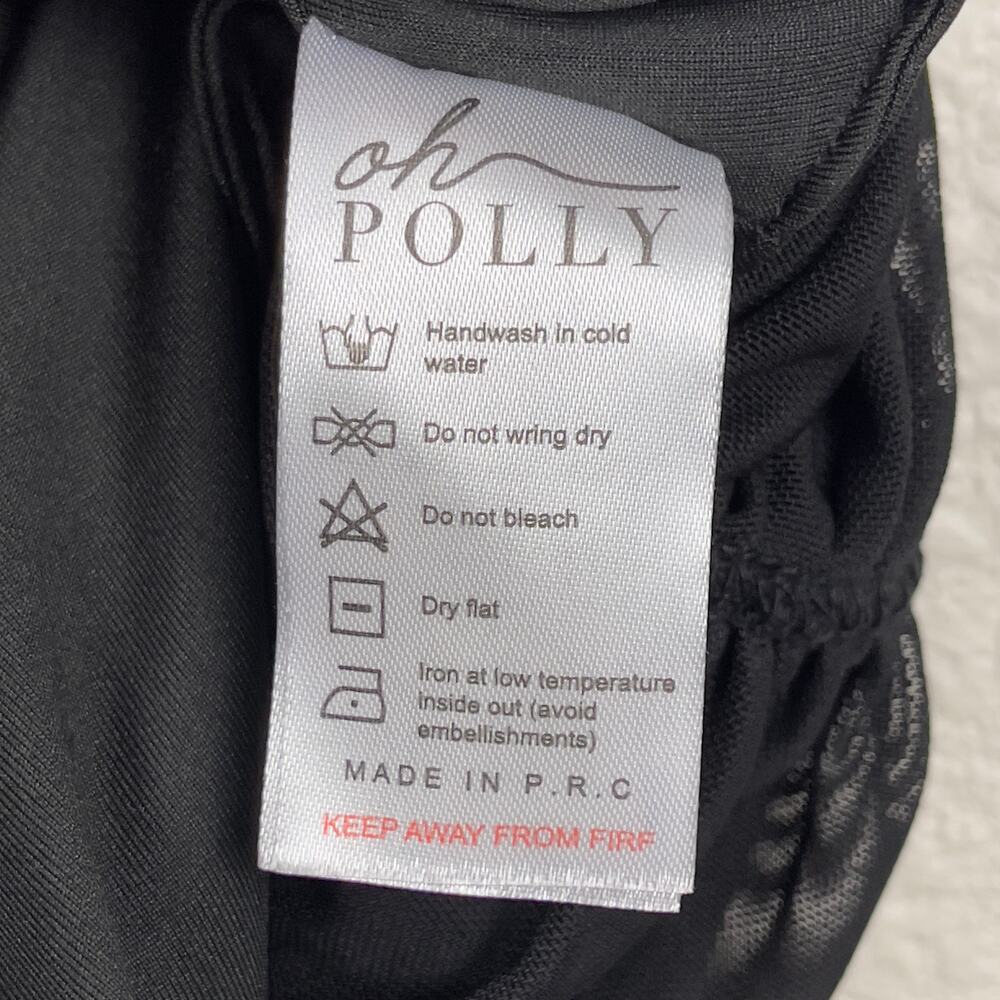 oh
POLLY
Handwash in cold
water
Do not wring dry
Do not bleach
Dry flat
Iron at low temperature
inside out (avoid
embellishments)
MADE IN P.R.C
KEEP AWAY FROM FIRE